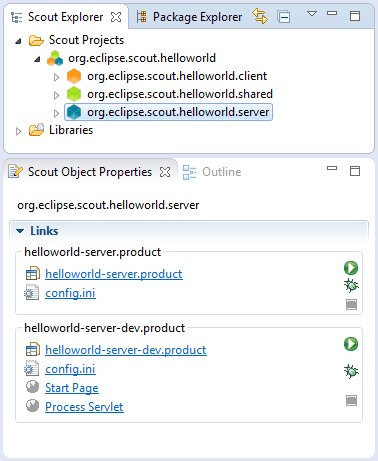 Scout Explorer Package Explorer
Scout Projects
org.eclipse.scout.helloworld
org.eclipse.scout.helloworld.client
org.eclipse.scout.helloworld.shared
org.eclipse.scout.helloworld.server
Libraries
Scout Object Properties Outline
org.eclipse.scout.helloworld.server
Links
helloworld-server.product
helloworld-server.product
config.ini
helloworld-server-dev.product
helloworld-server-dev.product
config.ini
Start Page
Process Servlet